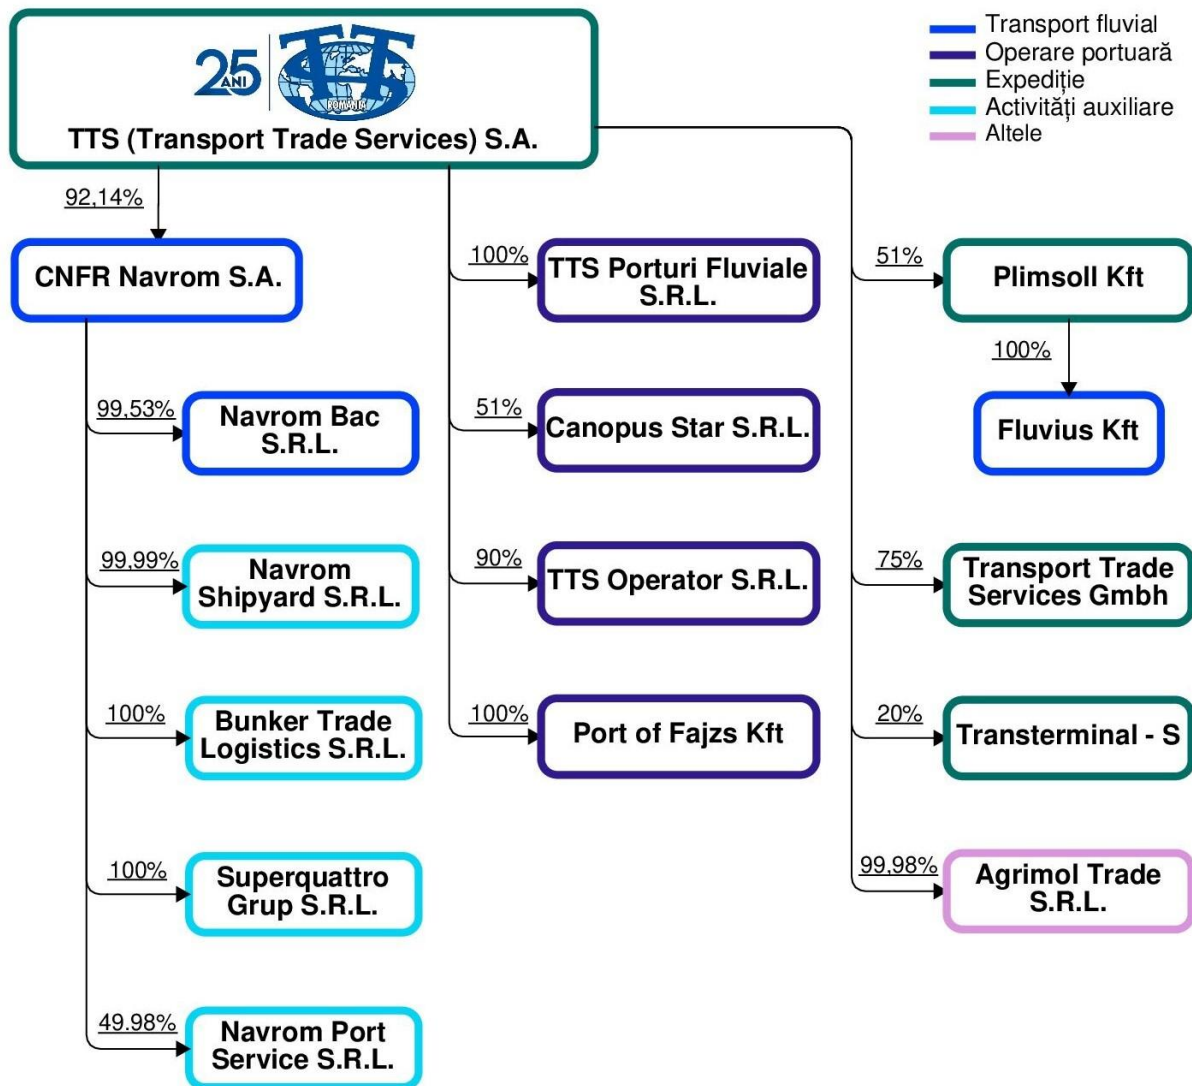 25
ANI
TTS
ROMANIA
TTS (Transport Trade Services) S.A.
Transport fluvial
Operare portuară
Expediție
Activități auxiliare
Altele
92,14%
CNFR Navrom S.A.
99,53%
Navrom Bac
S.R.L.
99,99%
Navrom
Shipyard S.R.L.
100%
Bunker Trade
Logistics S.R.L.
100%
Superquattro
Grup S.R.L.
49.98%
Navrom Port
Service S.R.L.
100%
TTS Porturi Fluviale
S.R.L.
51%
Canopus Star S.R.L.
90%
TTS Operator S.R.L.
100%
Port of Fajzs Kft
51%
Plimsoll Kft
100%
Fluvius Kft
75%
Transport Trade
Services Gmbh
20%
Transterminal - S
99,98%
Agrimol Trade
S.R.L.